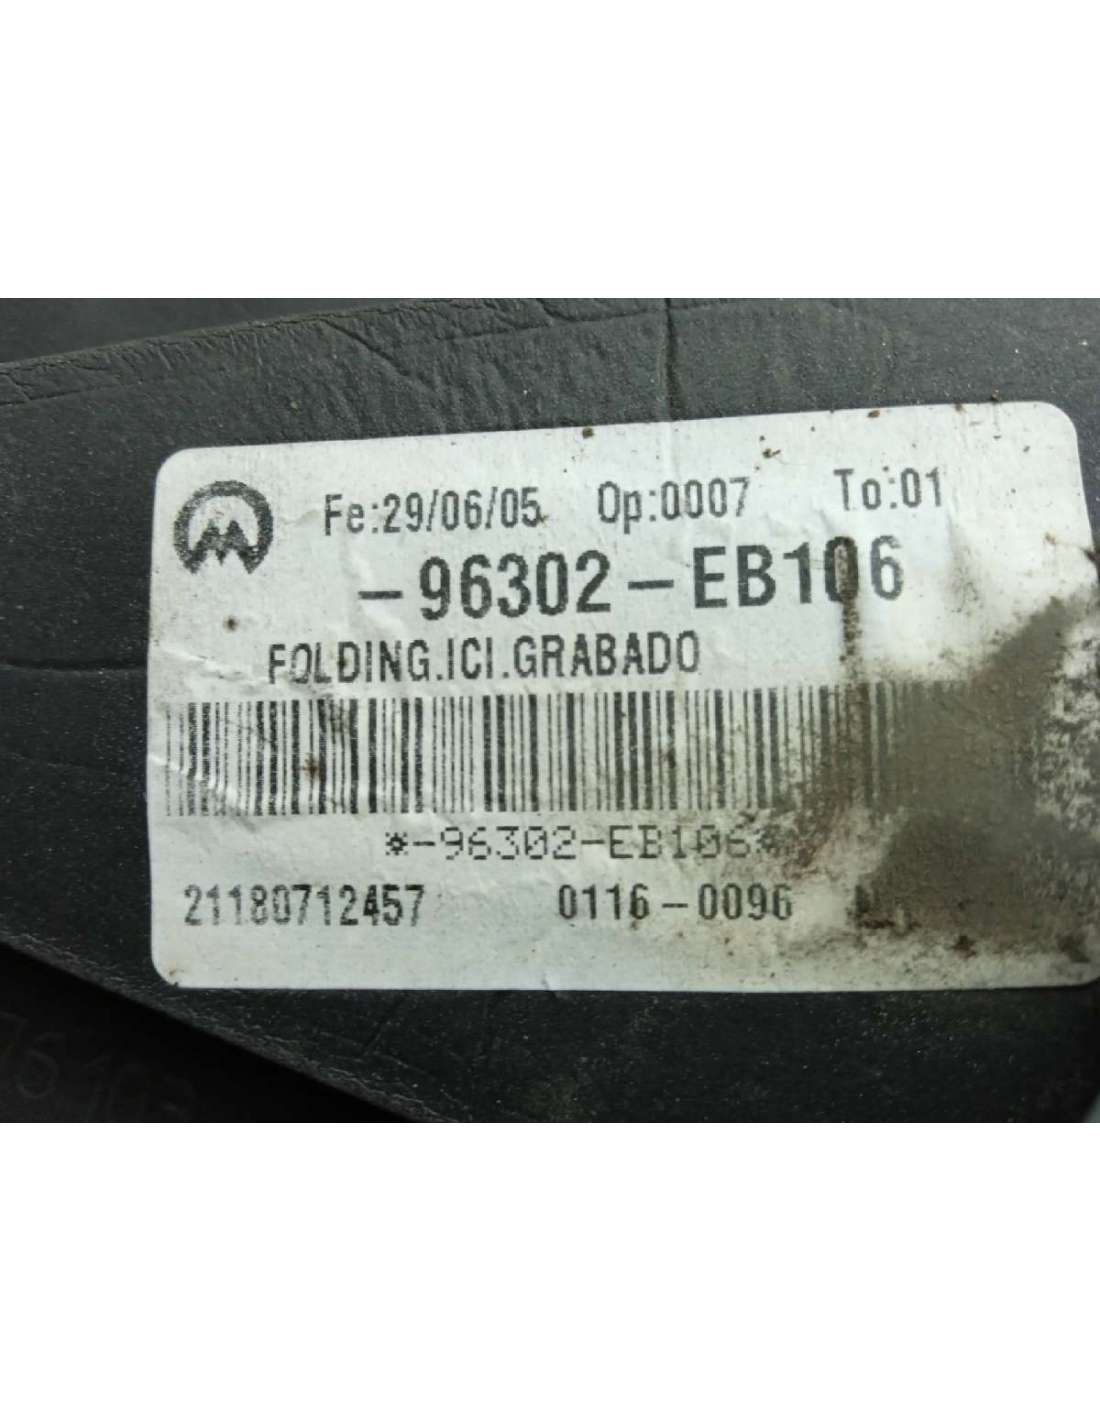 Fe:29/06/05 Op:0007 To:01
-96302-EB106
FOLDING.ICI.GRABADO
*-96302-EB106*
21180712457 0116-0096